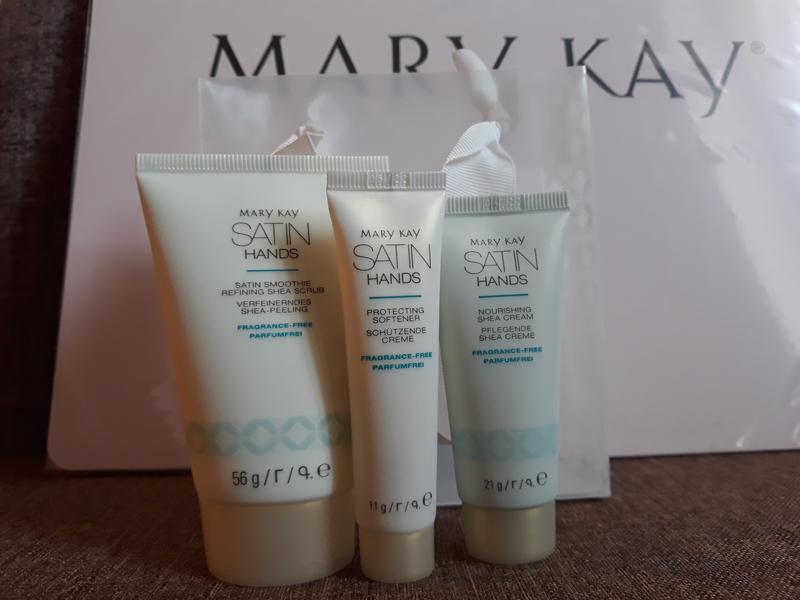 MARY KAY®
MARY KAY
SATIN
HANDS
SATIN SMOOTHIE
REFINING SHEA SCRUB
VERFEINERNDES
SHEA-PEELING
FRAGRANCE-FREE
PARFUMFREI
56 g/г/գ. ℮
MARY KAY
SATIN
HANDS
PROTECTING
SOFTENER
SCHÜTZENDE
CREME
FRAGRANCE-FREE
PARFUMFREI
11 g/г/գ. ℮
MARY KAY
SATIN
HANDS
NOURISHING
SHEA CREAM
PFLEGENDE
SHEA CREME
FRAGRANCE-FREE
PARFUMFREI
21 g/г/գ. ℮